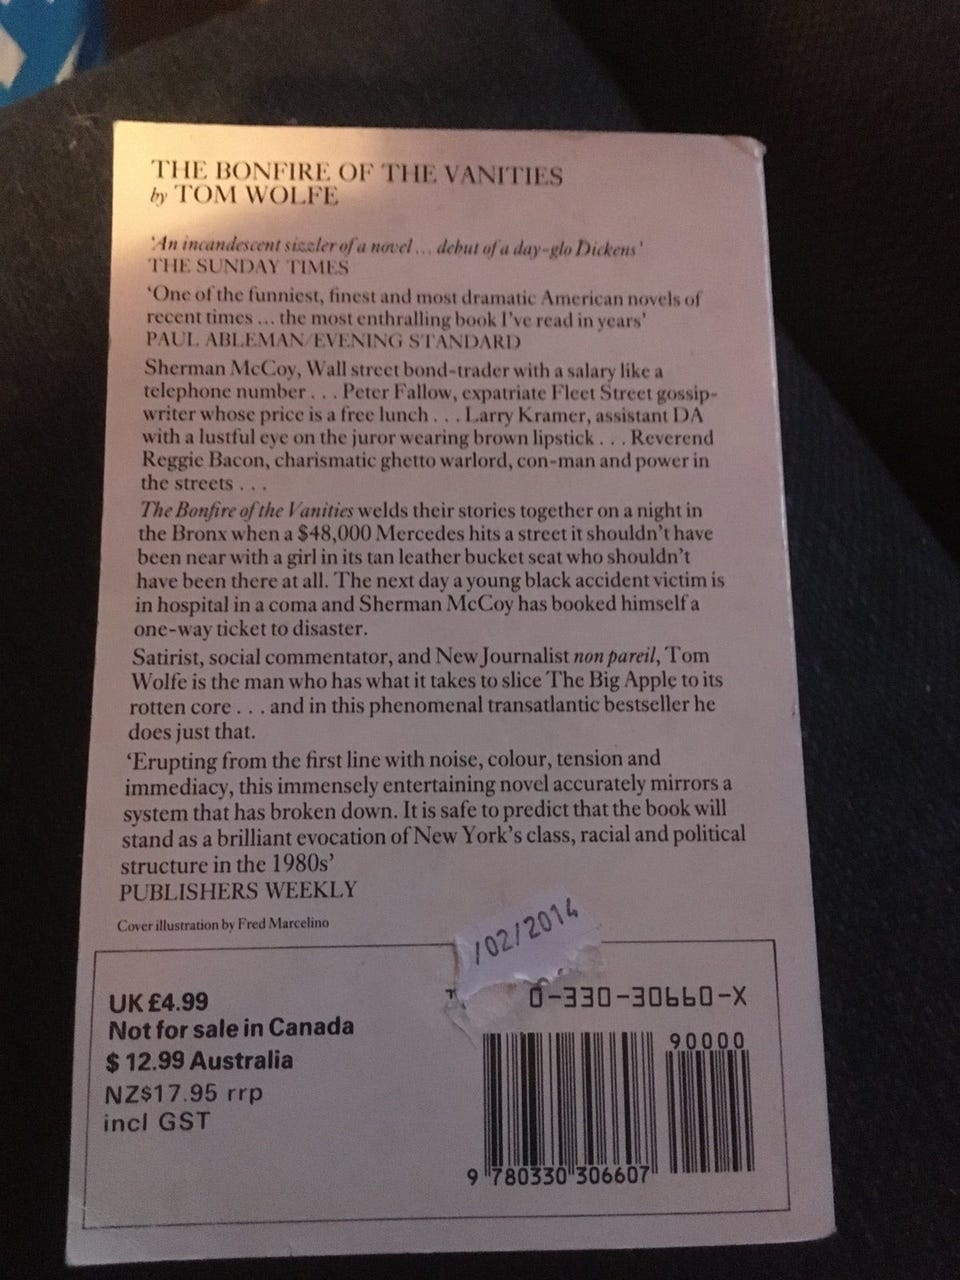 THE BONFIRE OF THE VANITIES
by TOM WOLFE
'An incandescent sizzler of a novel ... debut of a day-glo Dickens'
THE SUNDAY TIMES
'One of the funniest, finest and most dramatic American novels of
recent times ... the most enthralling book I've read in years'
PAUL ABLEMAN/EVENING STANDARD
Sherman McCoy, Wall street bond-trader with a salary like a
telephone number . . . Peter Fallow, expatriate Fleet Street gossip-
writer whose price is a free lunch . . . Larry Kramer, assistant DA
with a lustful eye on the juror wearing brown lipstick . . . Reverend
Reggie Bacon, charismatic ghetto warlord, con-man and power in
the streets . . .
The Bonfire of the Vanities welds their stories together on a night in
the Bronx when a $48,000 Mercedes hits a street it shouldn't have
been near with a girl in its tan leather bucket seat who shouldn't
have been there at all. The next day a young black accident victim is
in hospital in a coma and Sherman McCoy has booked himself a
one-way ticket to disaster.
Satirist, social commentator, and New Journalist non pareil, Tom
Wolfe is the man who has what it takes to slice The Big Apple to its
rotten core . . . and in this phenomenal transatlantic bestseller he
does just that.
'Erupting from the first line with noise, colour, tension and
immediacy, this immensely entertaining novel accurately mirrors a
system that has broken down. It is safe to predict that the book will
stand as a brilliant evocation of New York's class, racial and political
structure in the 1980s'
PUBLISHERS WEEKLY
Cover illustration by Fred Marcelino
/02/2014
UK £4.99
Not for sale in Canada
$ 12.99 Australia
NZ$17.95 rrp
incl GST
0-330-30660-X
90000
9 780330 306607